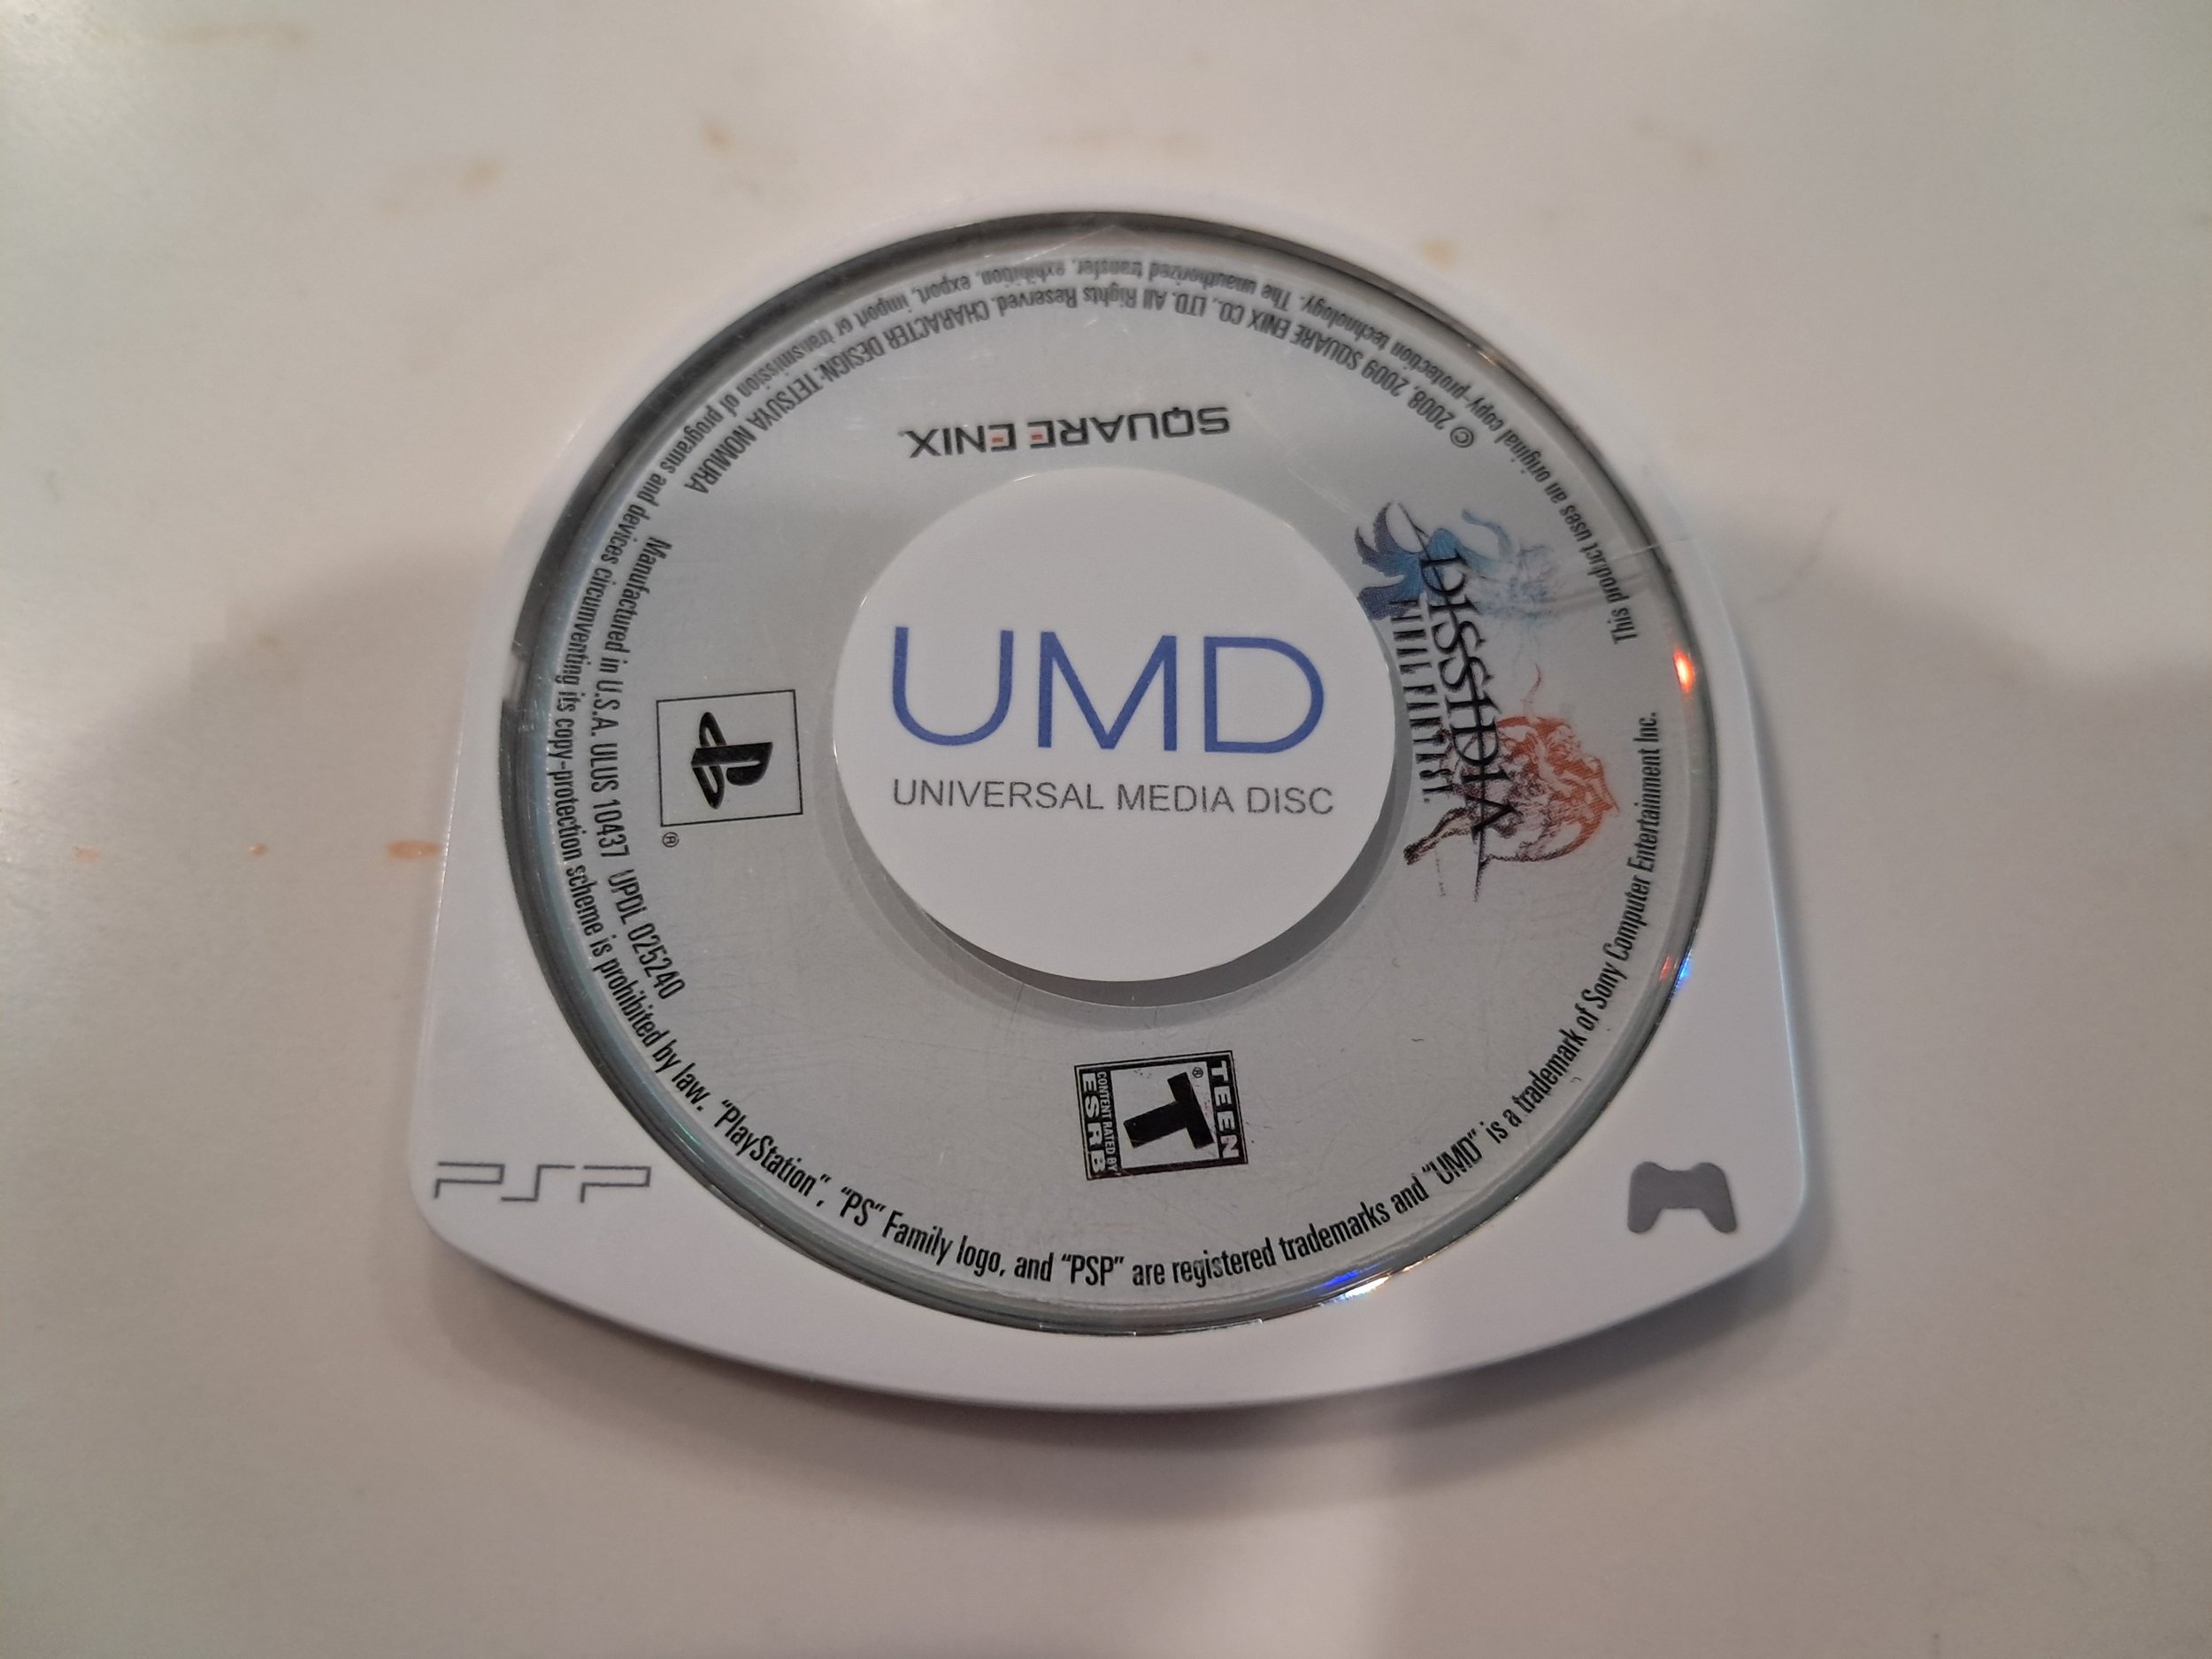 This product uses an original copy-protection technology. The unauthorized transfer, exhibition, export, import or transmission of programs and devices circumventing its copy-protection scheme is prohibited by law. "PlayStation", "PS" Family logo, and "PSP" are registered trademarks and "UMD" is a trademark of Sony Computer Entertainment Inc.
© 2008, 2009 SQUARE ENIX CO., LTD. All Rights Reserved. CHARACTER DESIGN: TETSUYA NOMURA
Manufactured in U.S.A. ULUS 10437 UPDL 025240
SQUARE ENIX™
DISSIDIA
FINAL FANTASY®
UMD
UNIVERSAL MEDIA DISC
®
TEEN
T ®
CONTENT RATED BY
ESRB
PSP